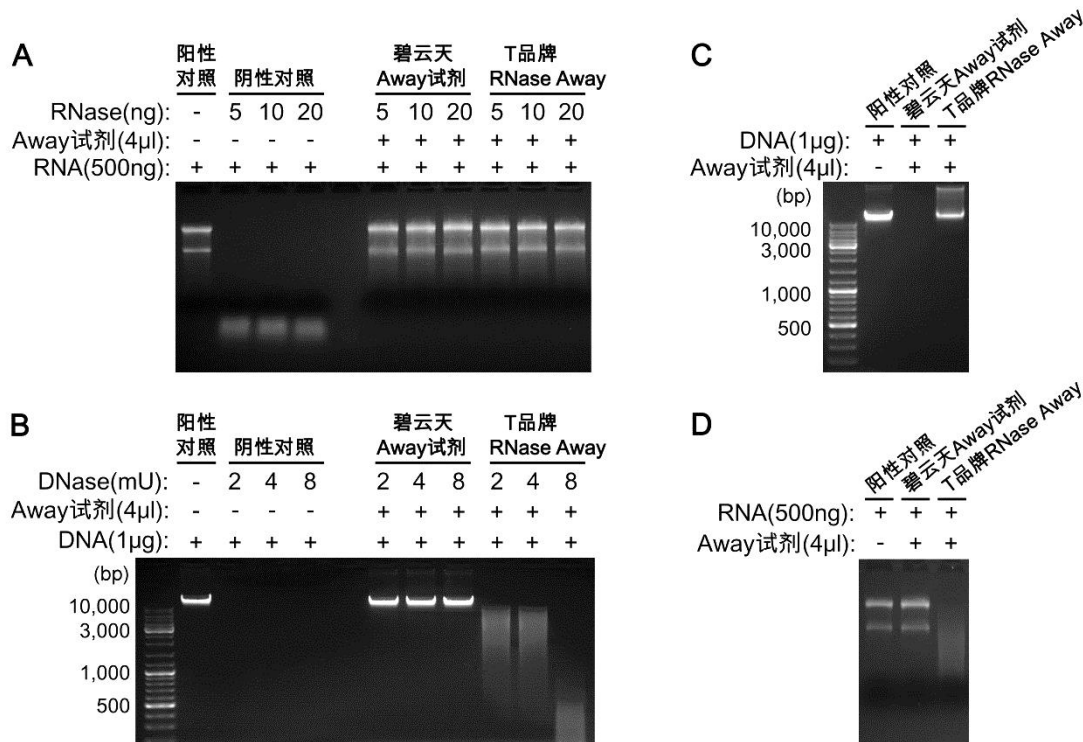 A
阳性
对照 阴性对照 碧云天
Away试剂 T品牌
RNase Away
RNase(ng): - 5 10 20 5 10 20 5 10 20
Away试剂(4μl): - - - - + + + + + +
RNA(500ng): + + + + + + + + + +
B
阳性
对照 阴性对照 碧云天
Away试剂 T品牌
RNase Away
DNase(mU): - 2 4 8 2 4 8 2 4 8
Away试剂(4μl): - - - - + + + + + +
DNA(1μg): + + + + + + + + + +
(bp)
10,000
3,000
1,000
500
C
阳性对照 碧云天Away试剂 T品牌RNase Away
DNA(1μg): + + +
Away试剂(4μl): - + +
(bp)
10,000
3,000
1,000
500
D
阳性对照 碧云天Away试剂 T品牌RNase Away
RNA(500ng): + + +
Away试剂(4μl): - + +